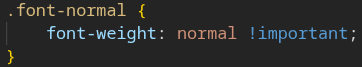 .font-normal {
    font-weight: normal !important;
}